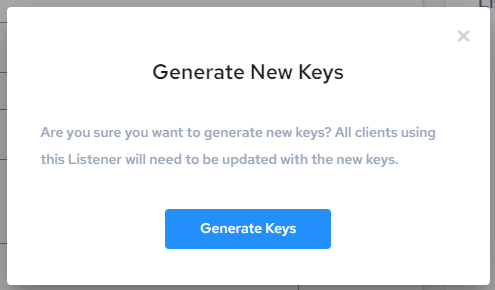 Generate New Keys
Are you sure you want to generate new keys? All clients using
this Listener will need to be updated with the new keys.
Generate Keys